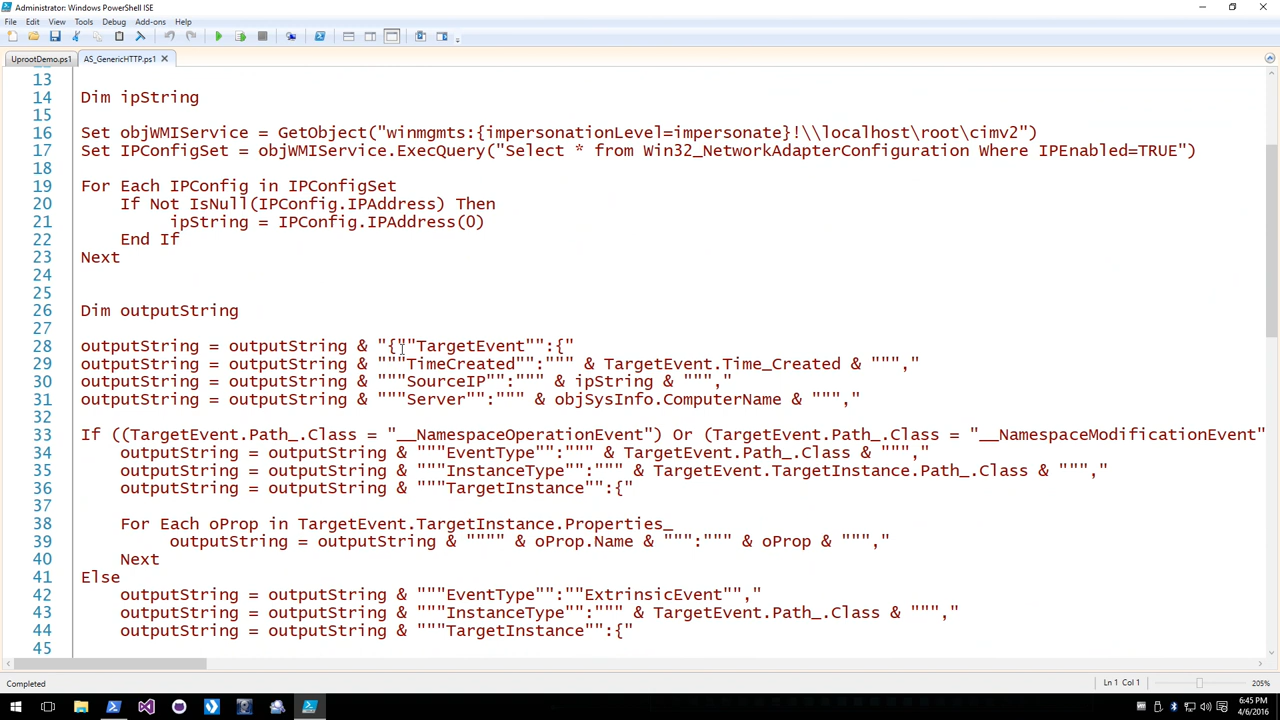 Administrator: Windows PowerShell ISE
File Edit View Tools Debug Add-ons Help
UprootDemo.ps1 AS_GenericHTTP.ps1
13
14 Dim ipString
15
16 Set objWMIService = GetObject("winmgmts:{impersonationLevel=impersonate}!\\localhost\root\cimv2")
17 Set IPConfigSet = objWMIService.ExecQuery("Select * from Win32_NetworkAdapterConfiguration Where IPEnabled=TRUE")
18
19 For Each IPConfig in IPConfigSet
20 If Not IsNull(IPConfig.IPAddress) Then
21 ipString = IPConfig.IPAddress(0)
22 End If
23 Next
24
25
26 Dim outputString
27
28 outputString = outputString & "{""TargetEvent"":{"
29 outputString = outputString & """TimeCreated"":""" & TargetEvent.Time_Created & ""","
30 outputString = outputString & """SourceIP"":""" & ipString & ""","
31 outputString = outputString & """Server"":""" & objSysInfo.ComputerName & ""","
32
33 If ((TargetEvent.Path_.Class = "__NamespaceOperationEvent") Or (TargetEvent.Path_.Class = "__NamespaceModificationEvent"
34 outputString = outputString & """EventType"":""" & TargetEvent.Path_.Class & ""","
35 outputString = outputString & """InstanceType"":""" & TargetEvent.TargetInstance.Path_.Class & ""","
36 outputString = outputString & """TargetInstance"":{"
37
38 For Each oProp in TargetEvent.TargetInstance.Properties_
39 outputString = outputString & """" & oProp.Name & """:""" & oProp & ""","
40 Next
41 Else
42 outputString = outputString & """EventType"":""ExtrinsicEvent"","
43 outputString = outputString & """InstanceType"":""" & TargetEvent.Path_.Class & ""","
44 outputString = outputString & """TargetInstance"":{"
45
Completed Ln 1 Col 1 205%
6:45 PM
4/6/2016